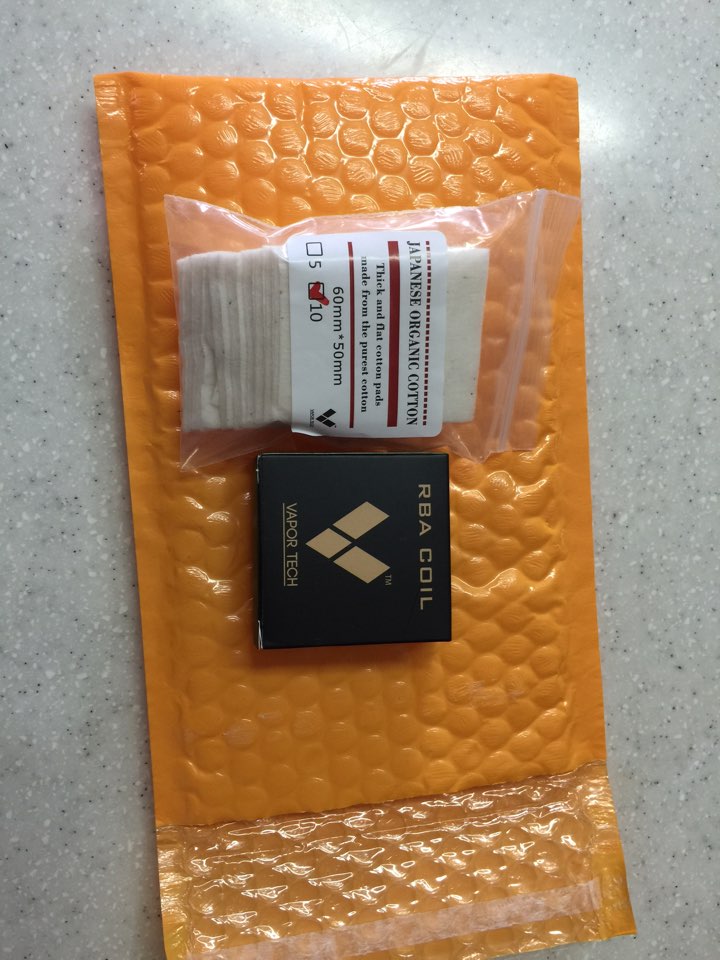 JAPANESE ORGANIC COTTON
Thick and flat cotton pads
made from the purest cotton
60mm*50mm
5 10
RBA COIL
TM
VAPOR TECH